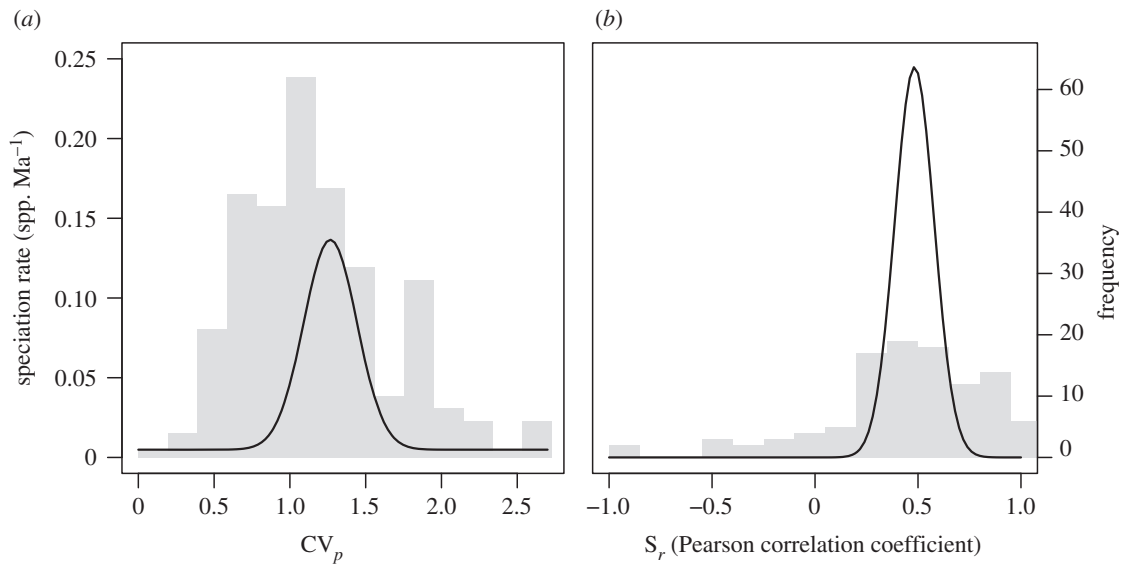 (a)
(b)
speciation rate (spp. Ma⁻¹)
0.25
0.20
0.15
0.10
0.05
0
0 0.5 1.0 1.5 2.0 2.5
CVₚ
60
50
40
30
20
10
0
frequency
−1.0 −0.5 0 0.5 1.0
Sᵣ (Pearson correlation coefficient)